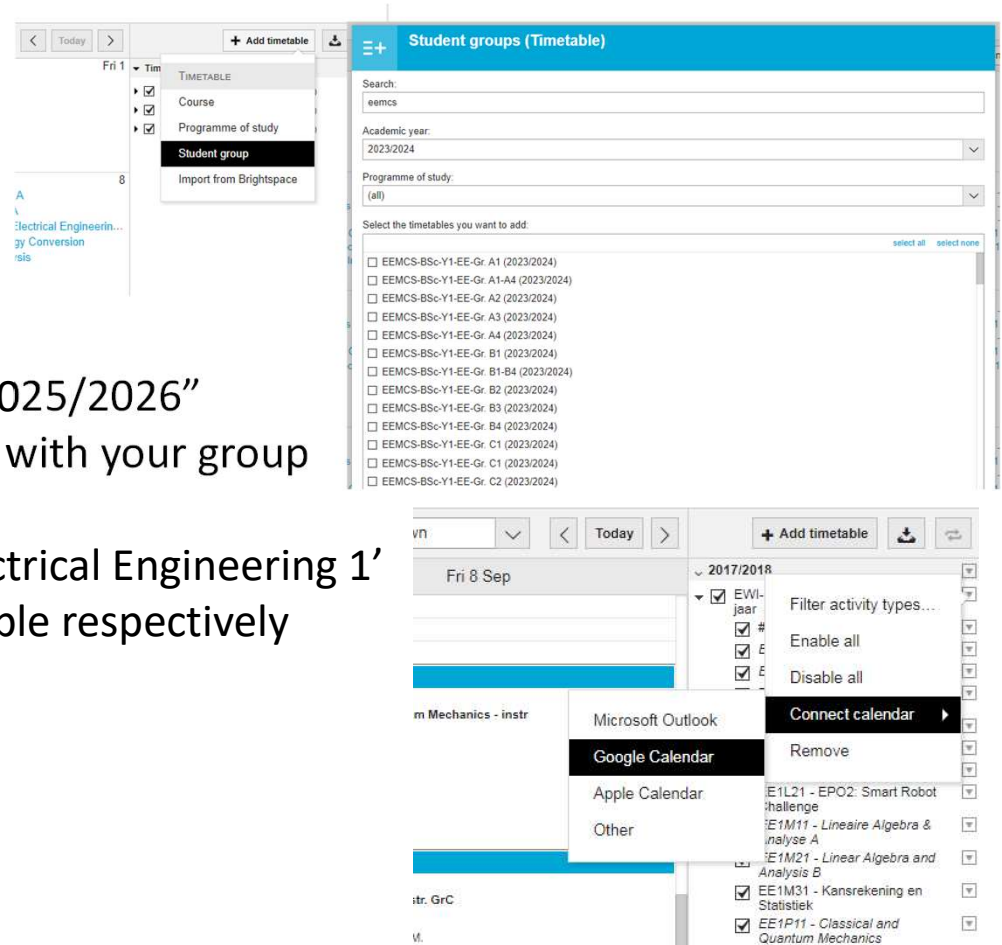 Today
+ Add timetable
Fri 1
Tim
TIMETABLE
Course
Programme of study
Student group
Import from Brightspace
8
A
Electrical Engineerin...
gy Conversion
ysis
Student groups (Timetable)
Search:
eemcs
Academic year:
2023/2024
Programme of study:
(all)
Select the timetables you want to add:
select all select none
EEMCS-BSc-Y1-EE-Gr. A1 (2023/2024)
EEMCS-BSc-Y1-EE-Gr. A1-A4 (2023/2024)
EEMCS-BSc-Y1-EE-Gr. A2 (2023/2024)
EEMCS-BSc-Y1-EE-Gr. A3 (2023/2024)
EEMCS-BSc-Y1-EE-Gr. A4 (2023/2024)
EEMCS-BSc-Y1-EE-Gr. B1 (2023/2024)
EEMCS-BSc-Y1-EE-Gr. B1-B4 (2023/2024)
EEMCS-BSc-Y1-EE-Gr. B2 (2023/2024)
EEMCS-BSc-Y1-EE-Gr. B3 (2023/2024)
EEMCS-BSc-Y1-EE-Gr. B4 (2023/2024)
EEMCS-BSc-Y1-EE-Gr. C1 (2023/2024)
EEMCS-BSc-Y1-EE-Gr. C1 (2023/2024)
EEMCS-BSc-Y1-EE-Gr. C2 (2023/2024)
025/2026”
with your group
ctrical Engineering 1’
ble respectively
wn
Today
+ Add timetable
Fri 8 Sep
2017/2018
EWI-
jaar
#
E
E
Filter activity types...
Enable all
Disable all
Connect calendar
Remove
m Mechanics - instr
Microsoft Outlook
Google Calendar
Apple Calendar
Other
EE1L21 - EPO2: Smart Robot
Challenge
EE1M11 - Lineaire Algebra &
Analyse A
EE1M21 - Linear Algebra and
Analysis B
EE1M31 - Kansrekening en
Statistiek
EE1P11 - Classical and
Quantum Mechanics
str. GrC
M.